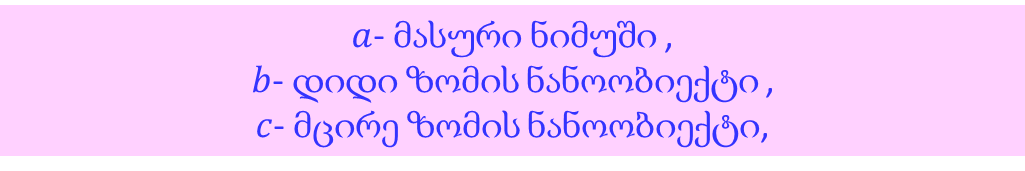 a- მასური ნიმუში ,
b- დიდი ზომის ნანოობიექტი ,
c- მცირე ზომის ნანოობიექტი,